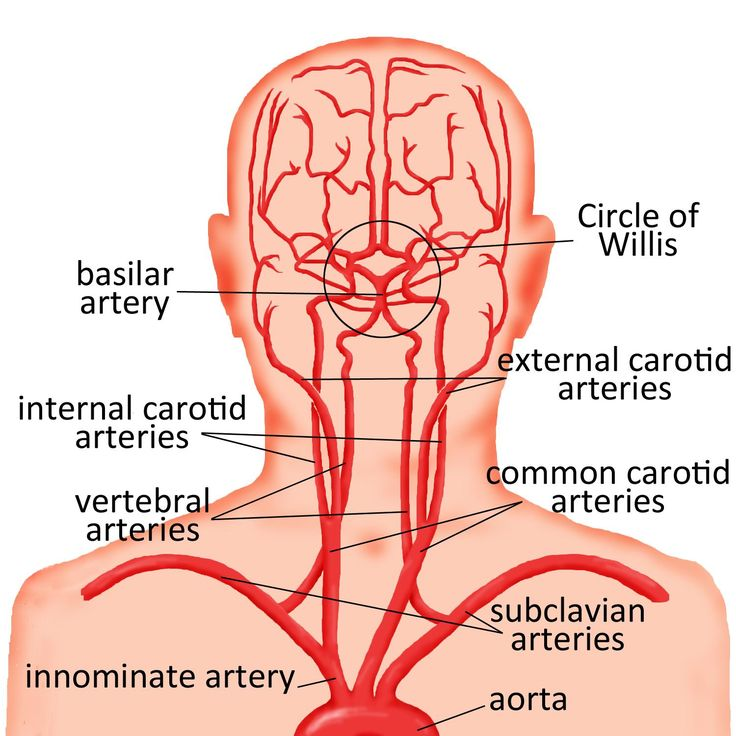 Circle of
Willis
basilar
artery
external carotid
arteries
internal carotid
arteries
common carotid
arteries
vertebral
arteries
subclavian
arteries
innominate artery
aorta